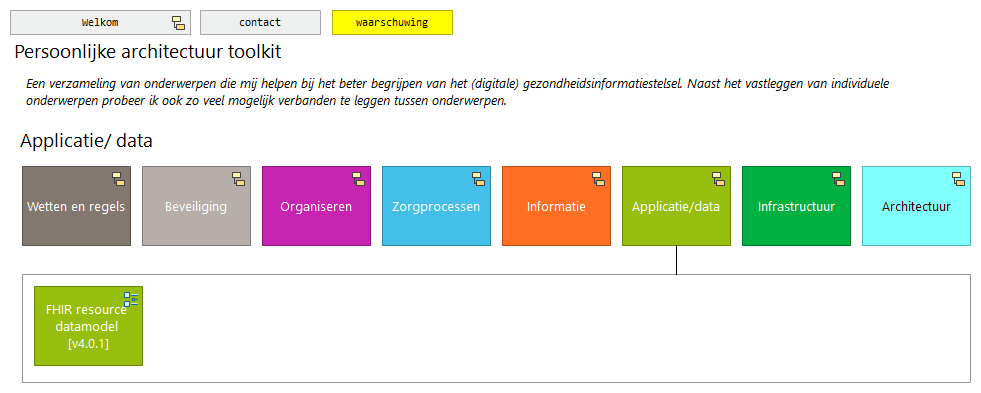 Welkom
contact
waarschuwing
Persoonlijke architectuur toolkit
Een verzameling van onderwerpen die mij helpen bij het beter begrijpen van het (digitale) gezondheidsinformatiestelsel. Naast het vastleggen van individuele
onderwerpen probeer ik ook zo veel mogelijk verbanden te leggen tussen onderwerpen.
Applicatie/ data
Wetten en regels
Beveiliging
Organiseren
Zorgprocessen
Informatie
Applicatie/data
Infrastructuur
Architectuur
FHIR resource
datamodel
[v4.0.1]